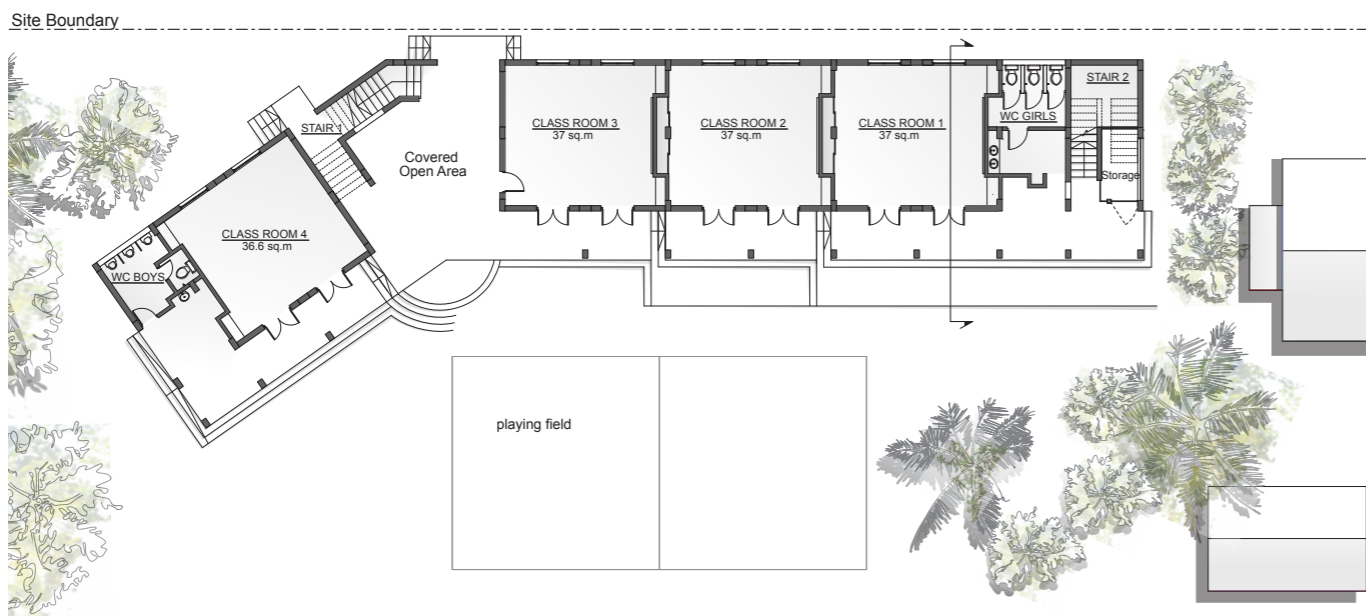 Site Boundary
CLASS ROOM 3
37 sq.m
CLASS ROOM 2
37 sq.m
CLASS ROOM 1
37 sq.m
WC GIRLS
STAIR 2
Storage
STAIR 1
Covered
Open Area
CLASS ROOM 4
36.6 sq.m
WC BOYS
playing field